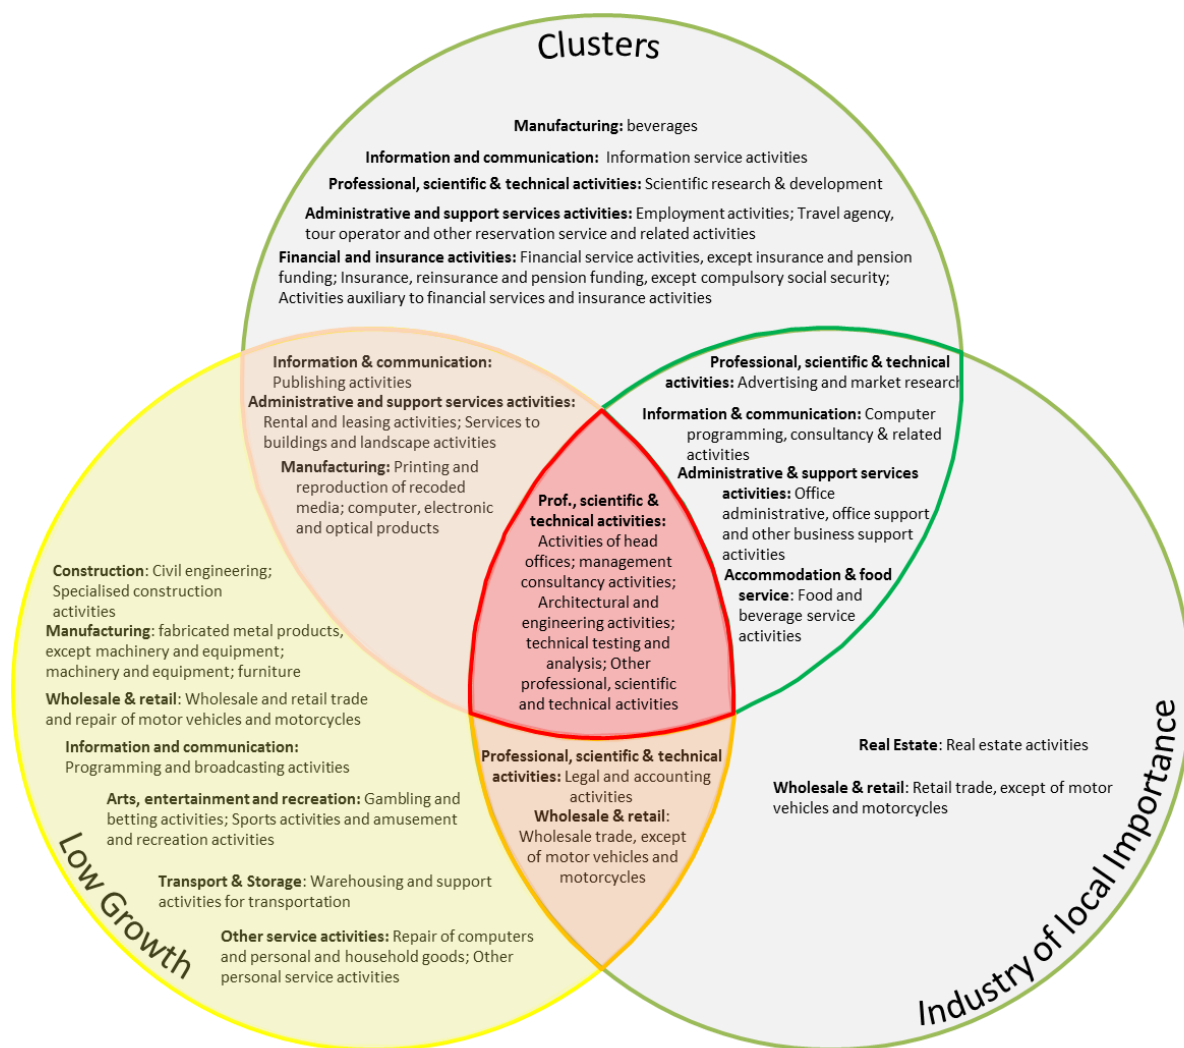 Clusters
Manufacturing: beverages
Information and communication: Information service activities
Professional, scientific & technical activities: Scientific research & development
Administrative and support services activities: Employment activities; Travel agency,
tour operator and other reservation service and related activities
Financial and insurance activities: Financial service activities, except insurance and pension
funding; Insurance, reinsurance and pension funding, except compulsory social security;
Activities auxiliary to financial services and insurance activities
Information & communication:
Publishing activities
Administrative and support services activities:
Rental and leasing activities; Services to
buildings and landscape activities
Manufacturing: Printing and
reproduction of recoded
media; computer, electronic
and optical products
Professional, scientific & technical
activities: Advertising and market research
Information & communication: Computer
programming, consultancy & related
activities
Administrative & support services
activities: Office
administrative, office support
and other business support
activities
Accommodation & food
service: Food and
beverage service
activities
Prof., scientific &
technical activities:
Activities of head
offices; management
consultancy activities;
Architectural and
engineering activities;
technical testing and
analysis; Other
professional, scientific
and technical activities
Construction: Civil engineering;
Specialised construction
activities
Manufacturing: fabricated metal products,
except machinery and equipment;
machinery and equipment; furniture
Wholesale & retail: Wholesale and retail trade
and repair of motor vehicles and motorcycles
Information and communication:
Programming and broadcasting activities
Arts, entertainment and recreation: Gambling and
betting activities; Sports activities and amusement
and recreation activities
Transport & Storage: Warehousing and support
activities for transportation
Other service activities: Repair of computers
and personal and household goods; Other
personal service activities
Low Growth
Professional, scientific & technical
activities: Legal and accounting
activities
Wholesale & retail:
Wholesale trade, except
of motor vehicles and
motorcycles
Real Estate: Real estate activities
Wholesale & retail: Retail trade, except of motor
vehicles and motorcycles
Industry of local Importance